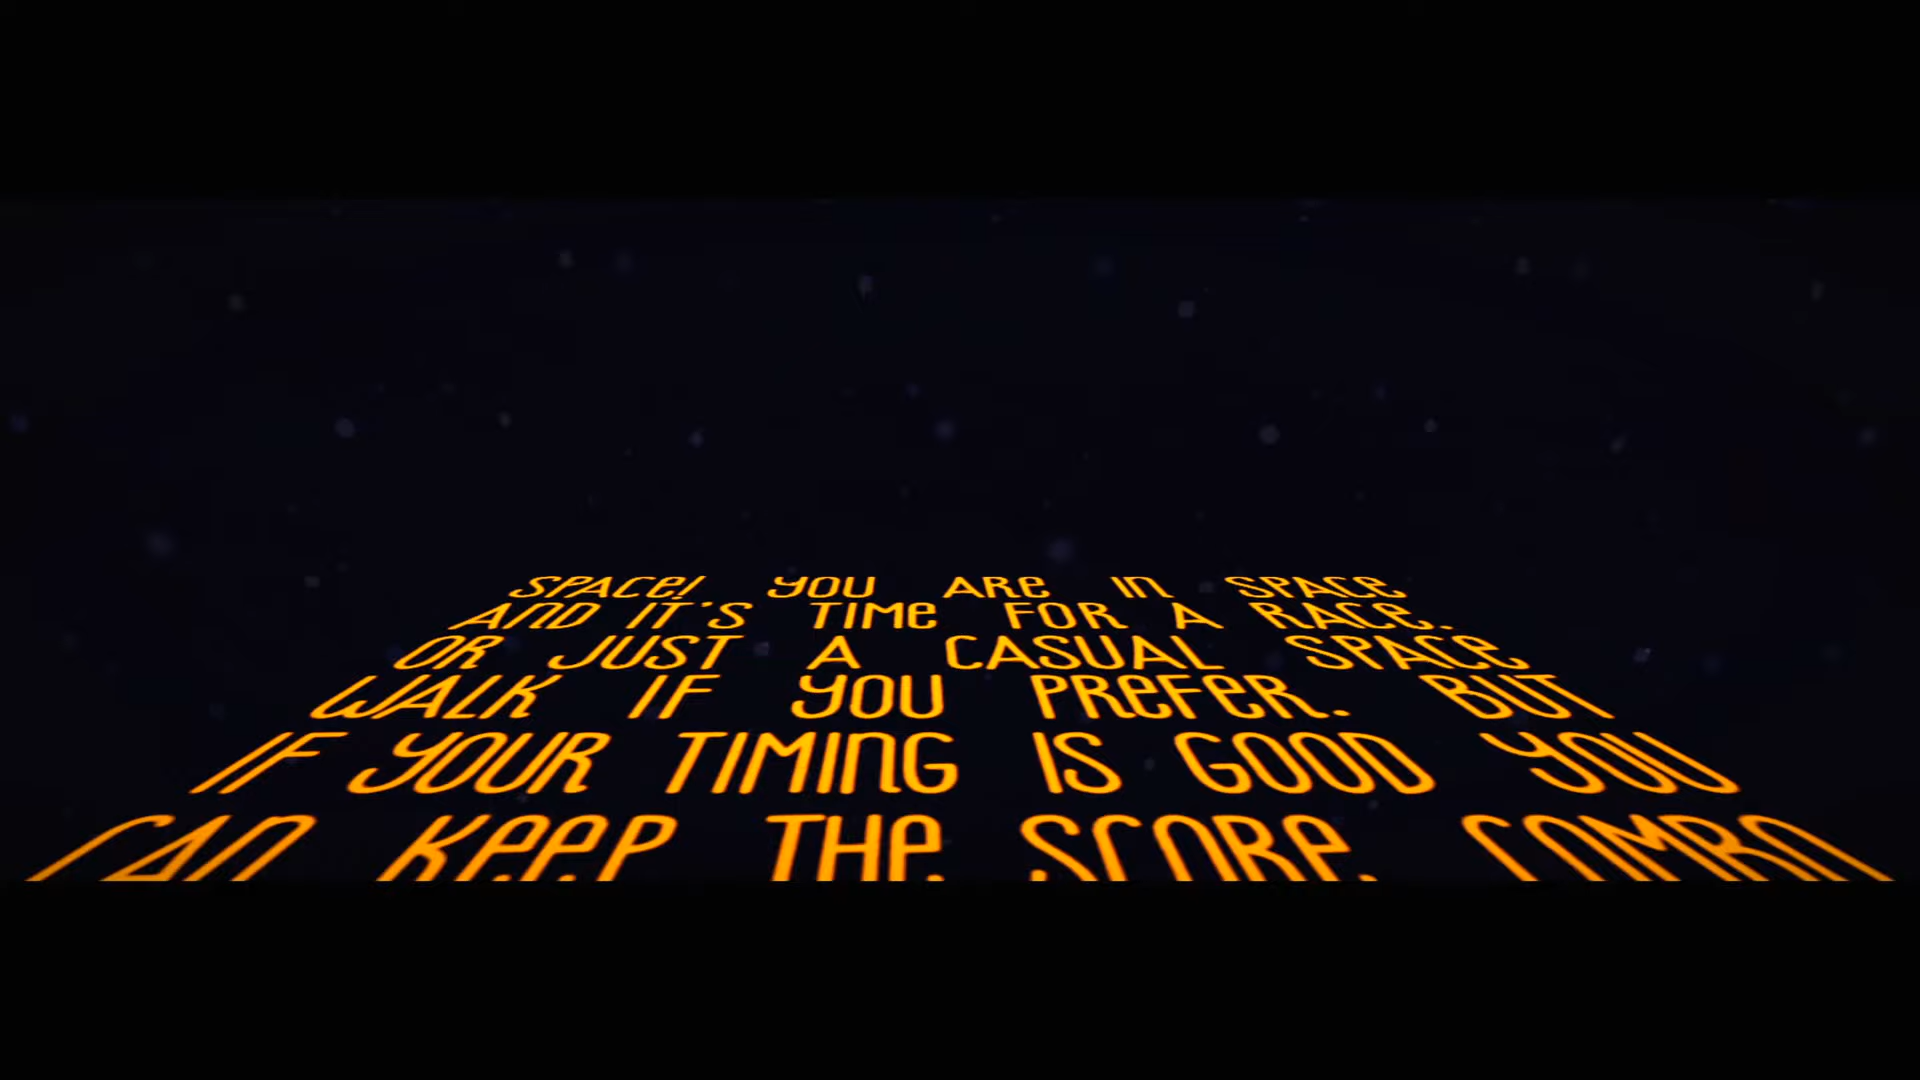 SPACE! YOU ARE IN SPACE
AND IT'S TIME FOR A RACE.
OR JUST A CASUAL SPACE
WALK IF YOU PREFER. BUT
IF YOUR TIMING IS GOOD YOU
CAN KEEP THE SCORE COMBO